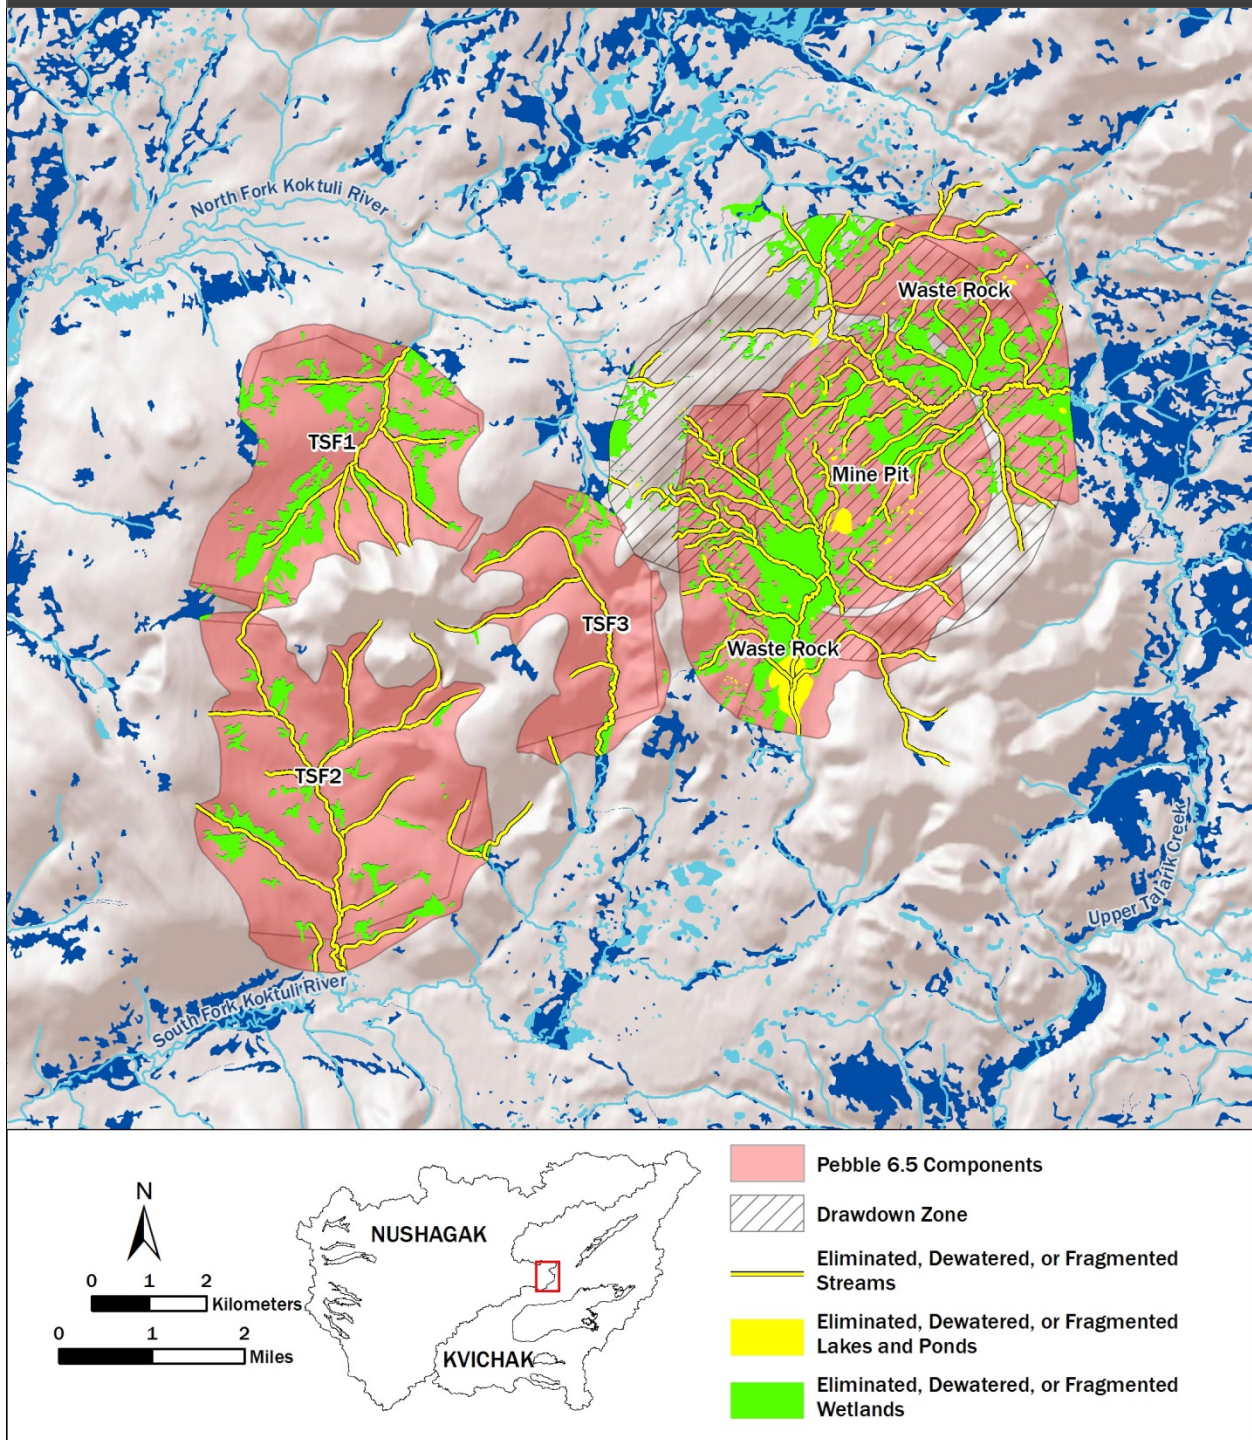 North Fork Koktuli River
Waste Rock
TSF1
Mine Pit
TSF3
Waste Rock
TSF2
Upper Talarik Creek
South Fork Koktuli River
N
0 1 2
Kilometers
0 1 2
Miles
NUSHAGAK
KVICHAK
Pebble 6.5 Components
Drawdown Zone
Eliminated, Dewatered, or Fragmented
Streams
Eliminated, Dewatered, or Fragmented
Lakes and Ponds
Eliminated, Dewatered, or Fragmented
Wetlands